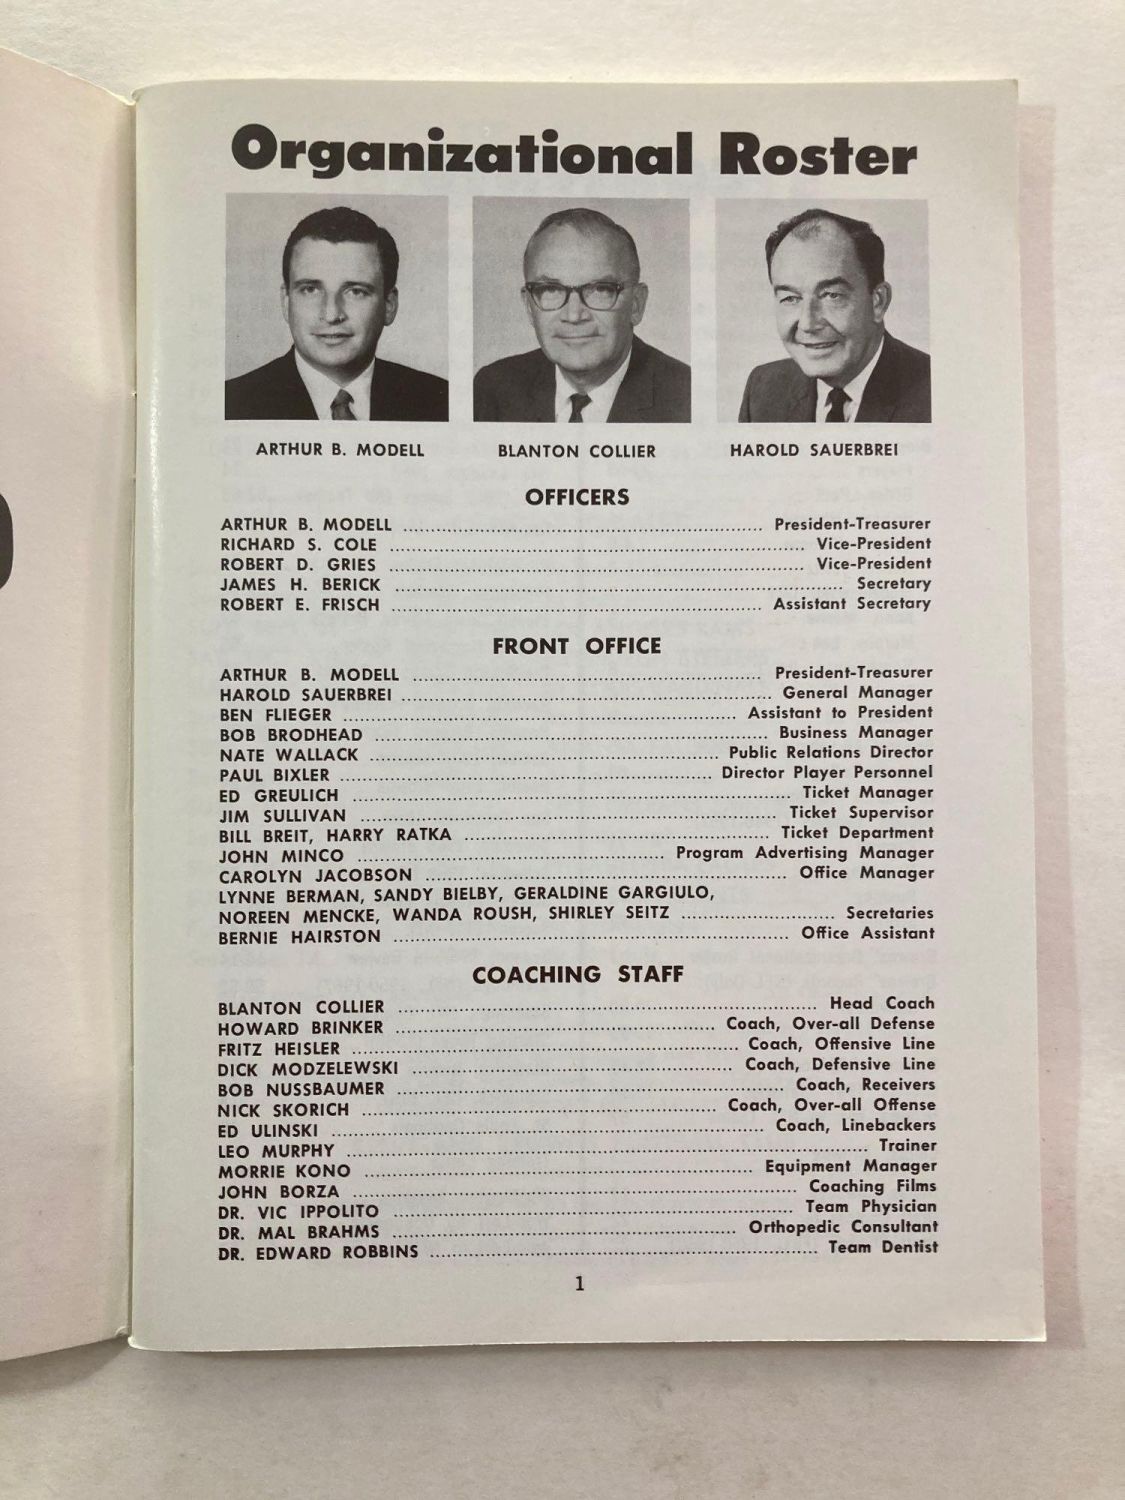 Organizational Roster
ARTHUR B. MODELL
BLANTON COLLIER
HAROLD SAUERBREI
OFFICERS
ARTHUR B. MODELL ........ President-Treasurer
RICHARD S. COLE ........ Vice-President
ROBERT D. GRIES ........ Vice-President
JAMES H. BERICK ........ Secretary
ROBERT E. FRISCH ........ Assistant Secretary
FRONT OFFICE
ARTHUR B. MODELL ........ President-Treasurer
HAROLD SAUERBREI ........ General Manager
BEN FLIEGER ........ Assistant to President
BOB BRODHEAD ........ Business Manager
NATE WALLACK ........ Public Relations Director
PAUL BIXLER ........ Director Player Personnel
ED GREULICH ........ Ticket Manager
JIM SULLIVAN ........ Ticket Supervisor
BILL BREIT, HARRY RATKA ........ Ticket Department
JOHN MINCO ........ Program Advertising Manager
CAROLYN JACOBSON ........ Office Manager
LYNNE BERMAN, SANDY BIELBY, GERALDINE GARGIULO,
NOREEN MENCKE, WANDA ROUSH, SHIRLEY SEITZ ........ Secretaries
BERNIE HAIRSTON ........ Office Assistant
COACHING STAFF
BLANTON COLLIER ........ Head Coach
HOWARD BRINKER ........ Coach, Over-all Defense
FRITZ HEISLER ........ Coach, Offensive Line
DICK MODZELEWSKI ........ Coach, Defensive Line
BOB NUSSBAUMER ........ Coach, Receivers
NICK SKORICH ........ Coach, Over-all Offense
ED ULINSKI ........ Coach, Linebackers
LEO MURPHY ........ Trainer
MORRIE KONO ........ Equipment Manager
JOHN BORZA ........ Coaching Films
DR. VIC IPPOLITO ........ Team Physician
DR. MAL BRAHMS ........ Orthopedic Consultant
DR. EDWARD ROBBINS ........ Team Dentist
1